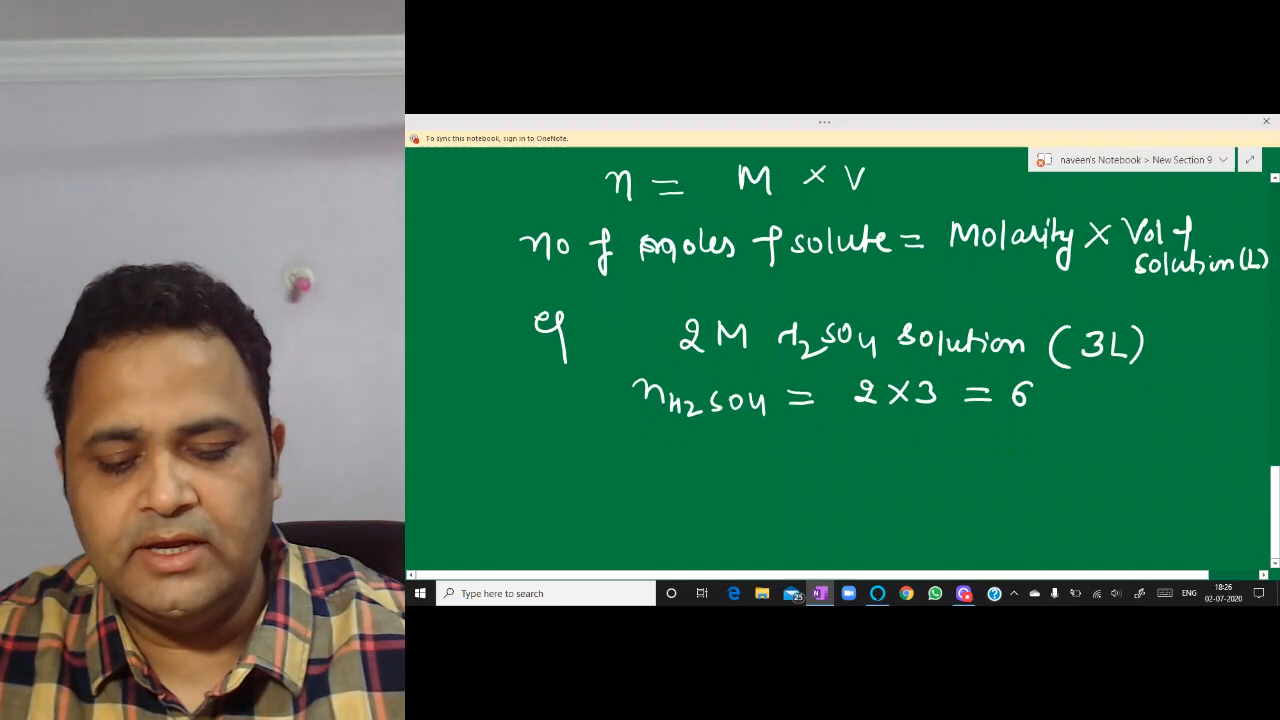 To sync this notebook, sign in to OneNote.
naveen's Notebook > New Section 9
n = M × V
no of moles of solute = Molarity × Vol of solution (L)
eg 2 M H2SO4 solution (3L)
nH2SO4 = 2 × 3 = 6
Type here to search
25
ENG
18:26
02-07-2020